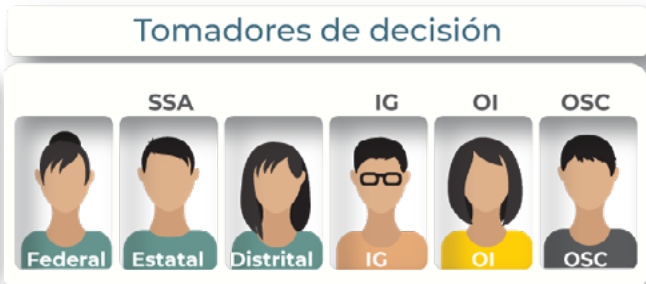 Tomadores de decisión
SSA IG OI OSC
Federal Estatal Distrital IG OI OSC